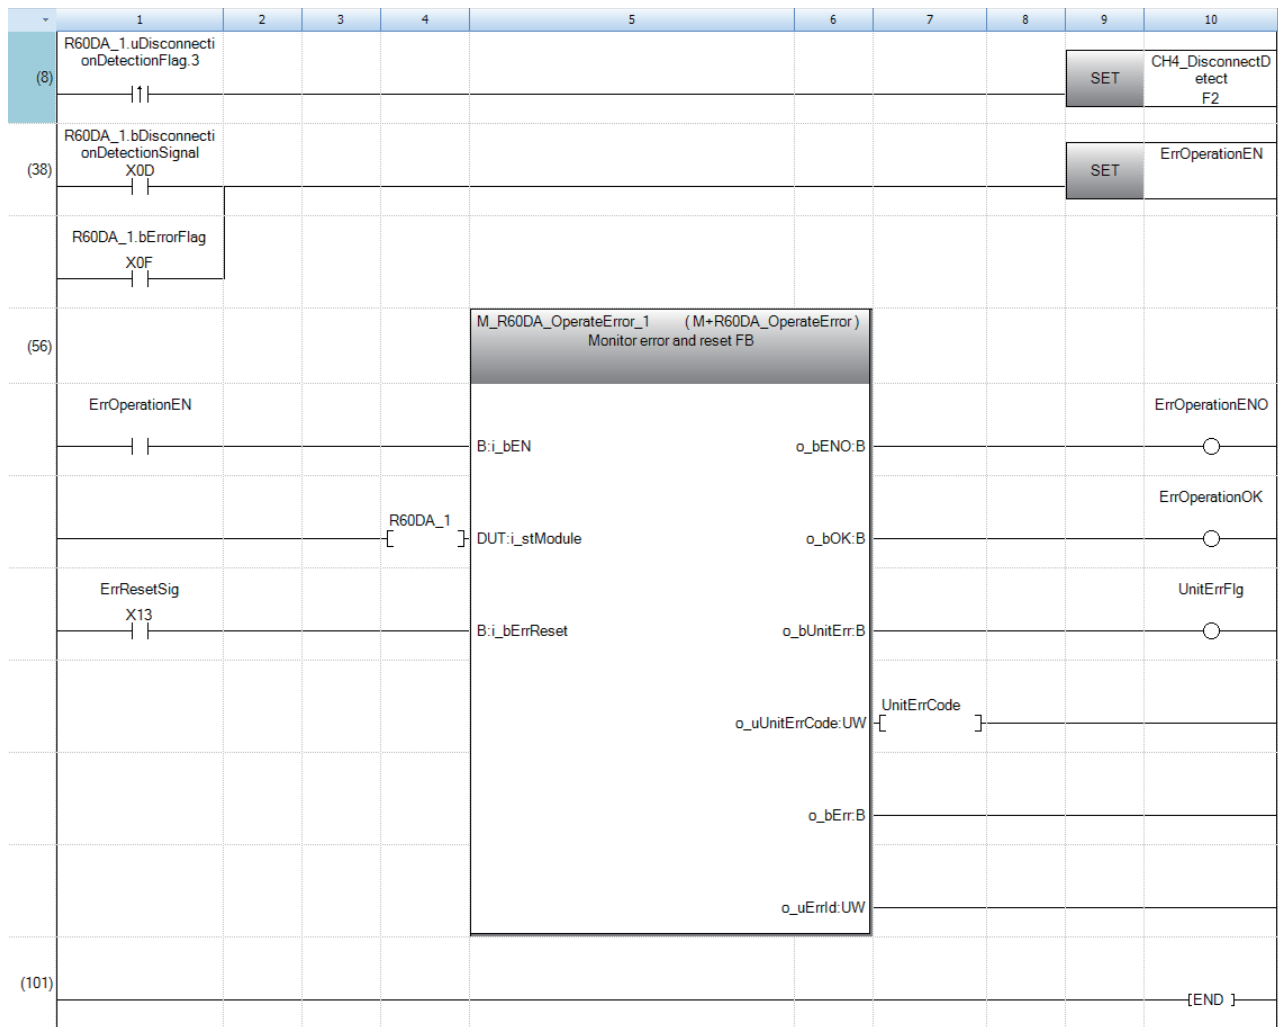 1 2 3 4 5 6 7 8 9 10
R60DA_1.uDisconnecti
onDetectionFlag.3
(8)
SET
CH4_DisconnectD
etect
F2
R60DA_1.bDisconnecti
onDetectionSignal
X0D
(38)
SET
ErrOperationEN
R60DA_1.bErrorFlag
X0F
(56)
M_R60DA_OperateError_1 (M+R60DA_OperateError)
Monitor error and reset FB
ErrOperationEN
B:i_bEN
o_bENO:B
ErrOperationENO
R60DA_1
DUT:i_stModule
o_bOK:B
ErrOperationOK
ErrResetSig
X13
B:i_bErrReset
o_bUnitErr:B
UnitErrFlg
o_uUnitErrCode:UW
UnitErrCode
o_bErr:B
o_uErrId:UW
(101)
[END ]